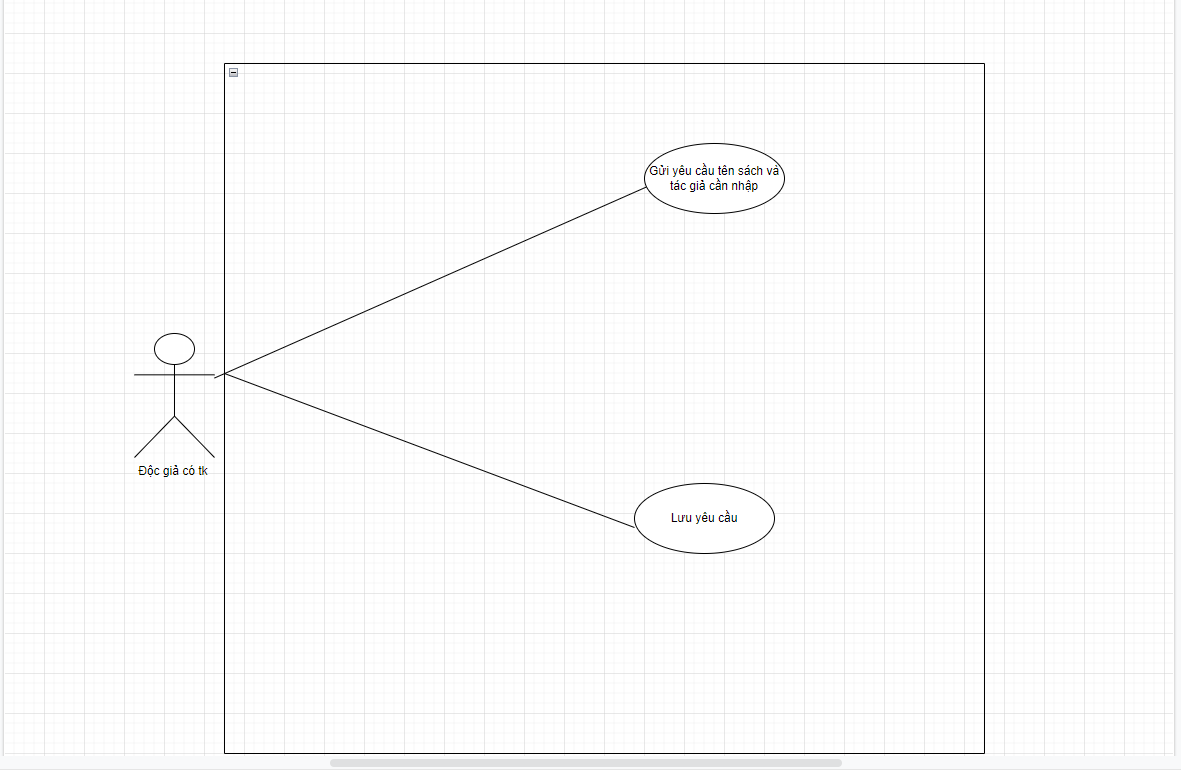 Gửi yêu cầu tên sách và
tác giả cần nhập
Độc giả có tk
Lưu yêu cầu